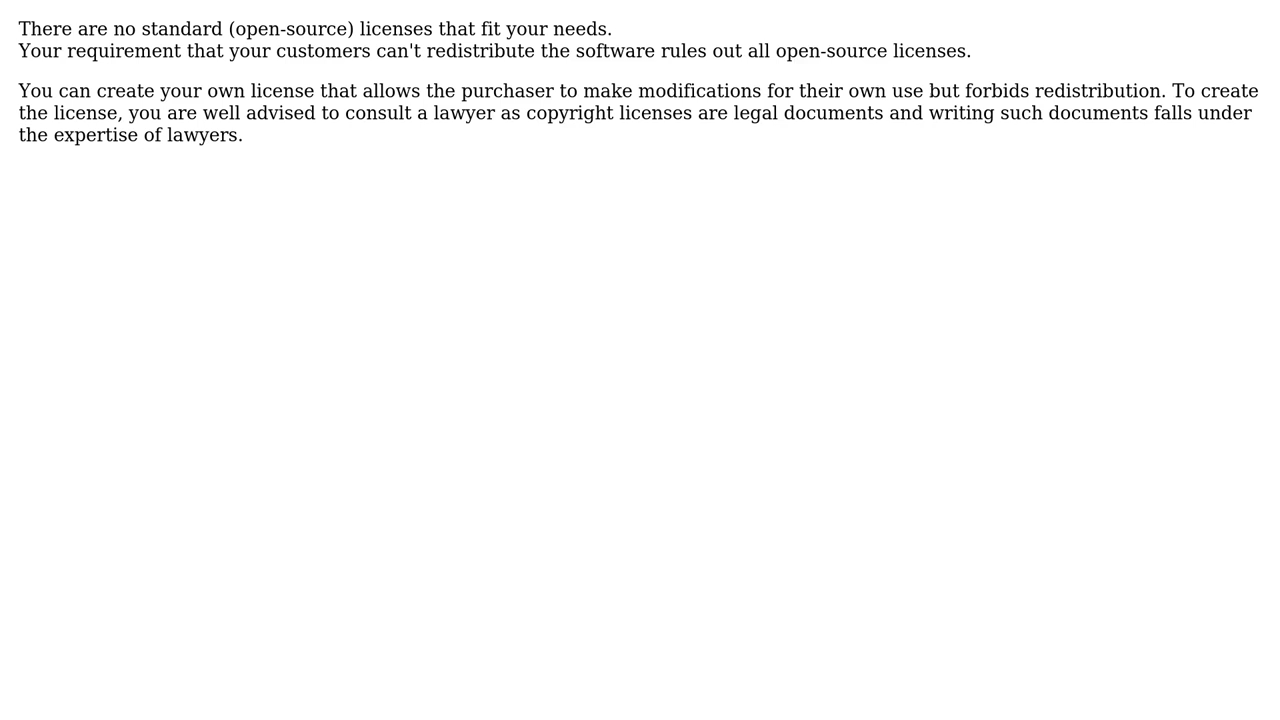 There are no standard (open-source) licenses that fit your needs.
Your requirement that your customers can't redistribute the software rules out all open-source licenses.
You can create your own license that allows the purchaser to make modifications for their own use but forbids redistribution. To create
the license, you are well advised to consult a lawyer as copyright licenses are legal documents and writing such documents falls under
the expertise of lawyers.